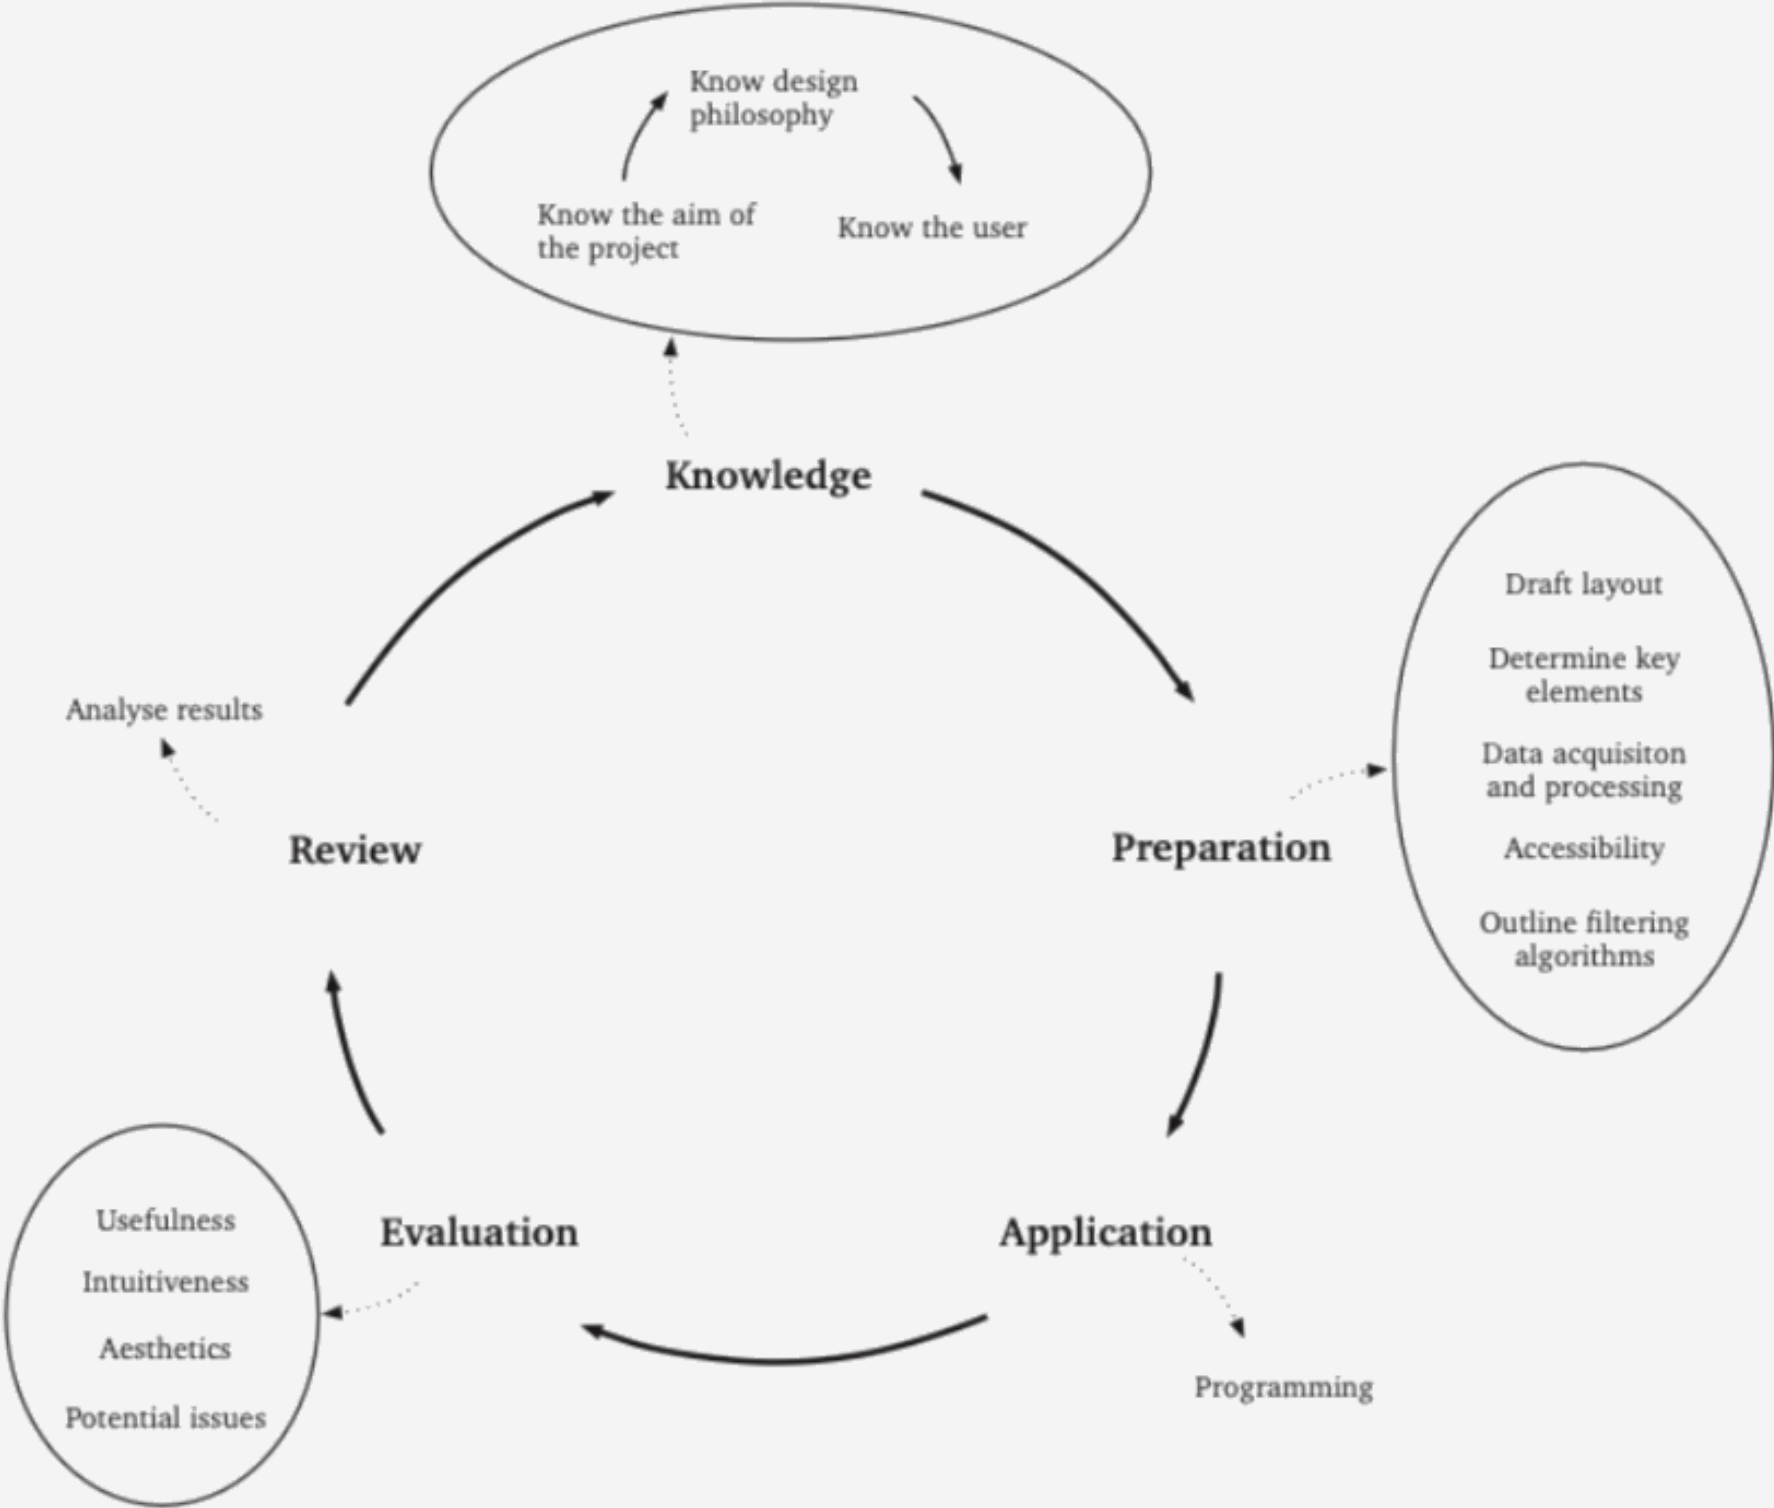 Know design
philosophy
Know the aim of
the project
Know the user
Knowledge
Draft layout
Determine key
elements
Data acquisiton
and processing
Accessibility
Outline filtering
algorithms
Analyse results
Review
Preparation
Usefulness
Intuitiveness
Aesthetics
Potential issues
Evaluation
Application
Programming